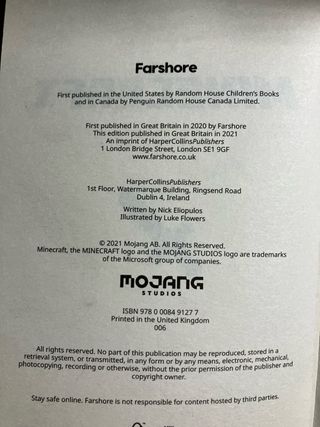 Farshore
First published in the United States by Random House Children's Books
and in Canada by Penguin Random House Canada Limited.
First published in Great Britain in 2020 by Farshore
This edition published in Great Britain in 2021
An imprint of HarperCollinsPublishers
1 London Bridge Street, London SE1 9GF
www.farshore.co.uk
HarperCollinsPublishers
1st Floor, Watermarque Building, Ringsend Road
Dublin 4, Ireland
Written by Nick Eliopulos
Illustrated by Luke Flowers
© 2021 Mojang AB. All Rights Reserved.
Minecraft, the MINECRAFT logo and the MOJANG STUDIOS logo are trademarks
of the Microsoft group of companies.
MOJANG
STUDIOS
ISBN 978 0 0084 9127 7
Printed in the United Kingdom
006
All rights reserved. No part of this publication may be reproduced, stored in a
retrieval system, or transmitted, in any form or by any means, electronic, mechanical,
photocopying, recording or otherwise, without the prior permission of the publisher and
copyright owner.
Stay safe online. Farshore is not responsible for content hosted by third parties.